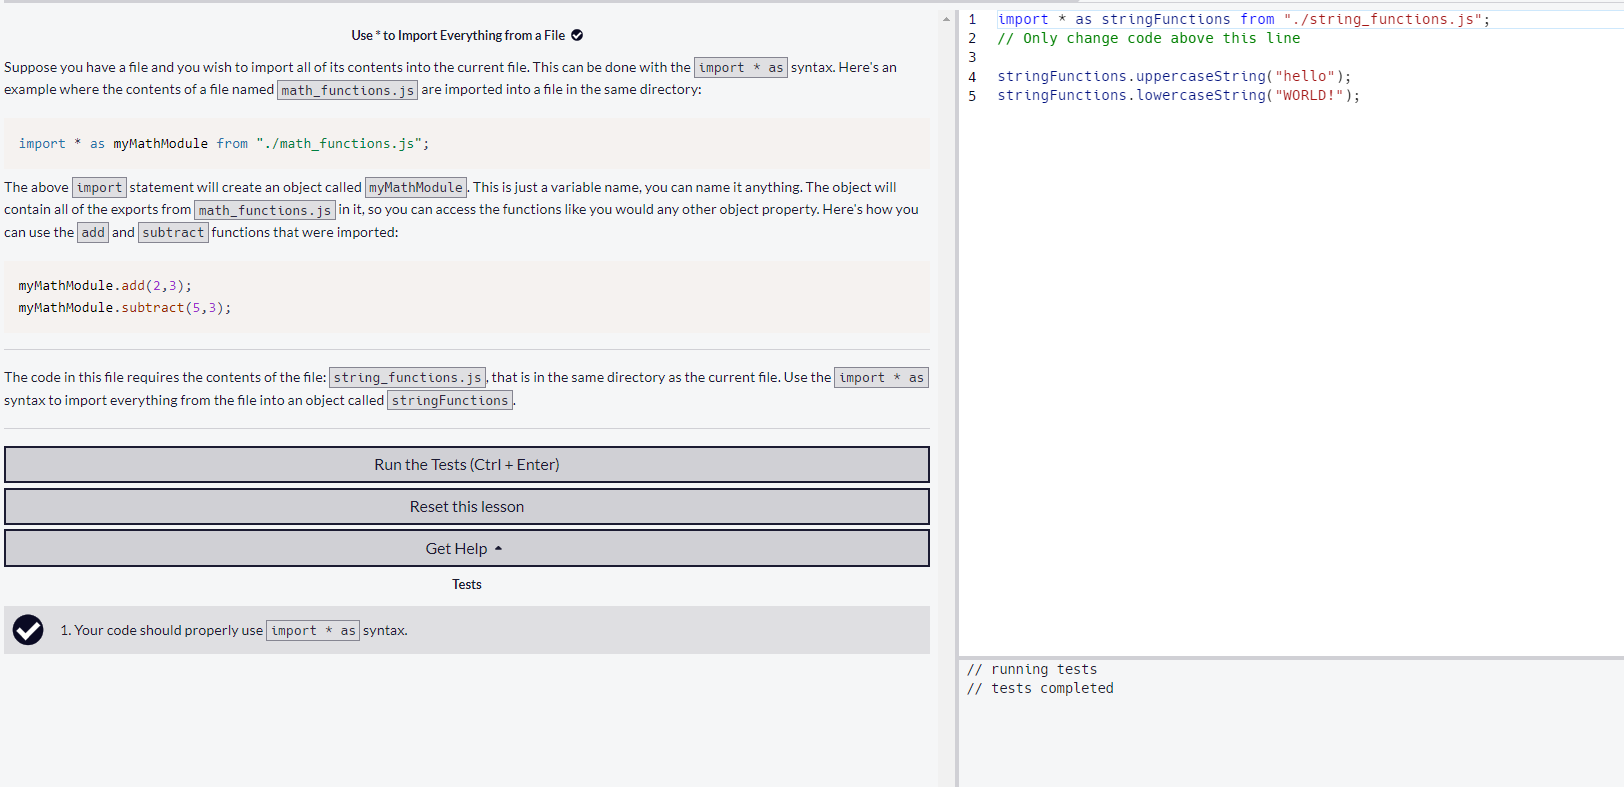 Use * to Import Everything from a File
Suppose you have a file and you wish to import all of its contents into the current file. This can be done with the import * as syntax. Here's an
example where the contents of a file named math_functions.js are imported into a file in the same directory:
import * as myMathModule from "./math_functions.js";
The above import statement will create an object called myMathModule. This is just a variable name, you can name it anything. The object will
contain all of the exports from math_functions.js in it, so you can access the functions like you would any other object property. Here's how you
can use the add and subtract functions that were imported:
myMathModule.add(2,3);
myMathModule.subtract(5,3);
The code in this file requires the contents of the file: string_functions.js, that is in the same directory as the current file. Use the import * as
syntax to import everything from the file into an object called stringFunctions.
Run the Tests (Ctrl + Enter)
Reset this lesson
Get Help
Tests
1. Your code should properly use import * as syntax.
1 import * as stringFunctions from "./string_functions.js";
2 // Only change code above this line
3
4 stringFunctions.uppercaseString("hello");
5 stringFunctions.lowercaseString("WORLD!");
// running tests
// tests completed